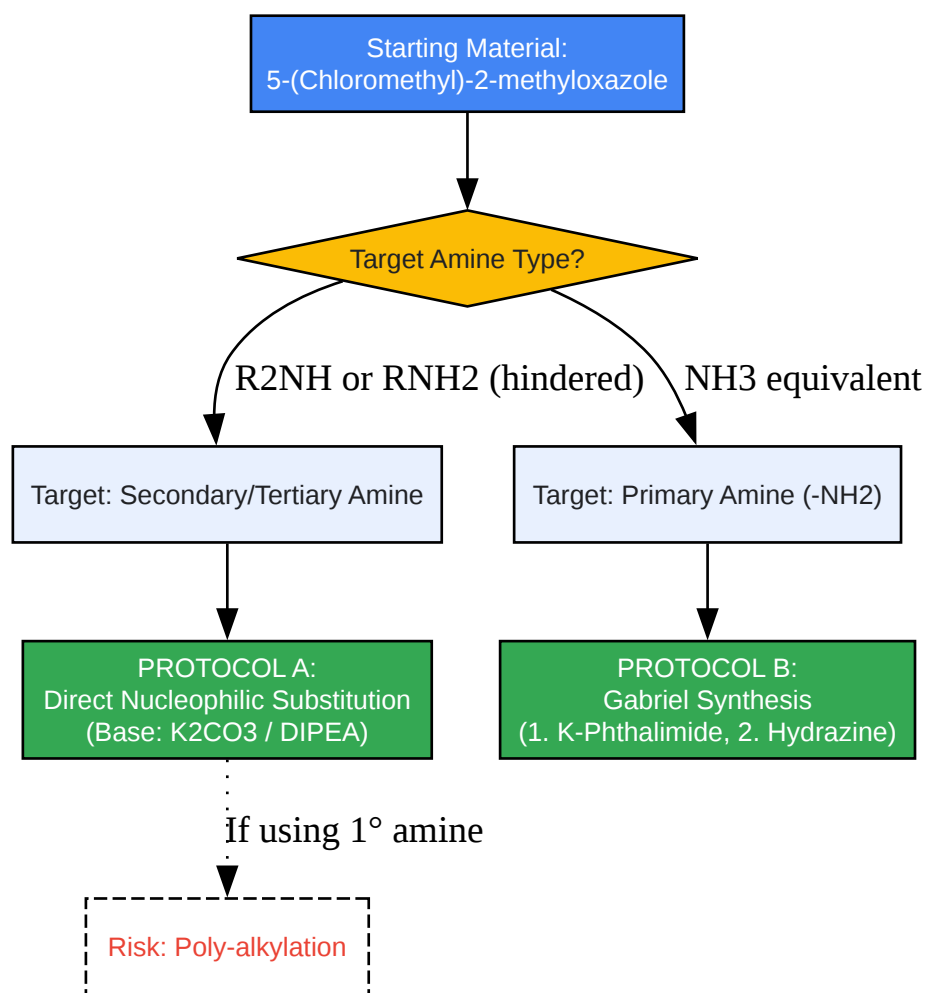 Starting Material:
5-(Chloromethyl)-2-methyloxazole
Target Amine Type?
R2NH or RNH2 (hindered)
NH3 equivalent
Target: Secondary/Tertiary Amine
Target: Primary Amine (-NH2)
PROTOCOL A:
Direct Nucleophilic Substitution
(Base: K2CO3 / DIPEA)
PROTOCOL B:
Gabriel Synthesis
(1. K-Phthalimide, 2. Hydrazine)
If using 1° amine
Risk: Poly-alkylation